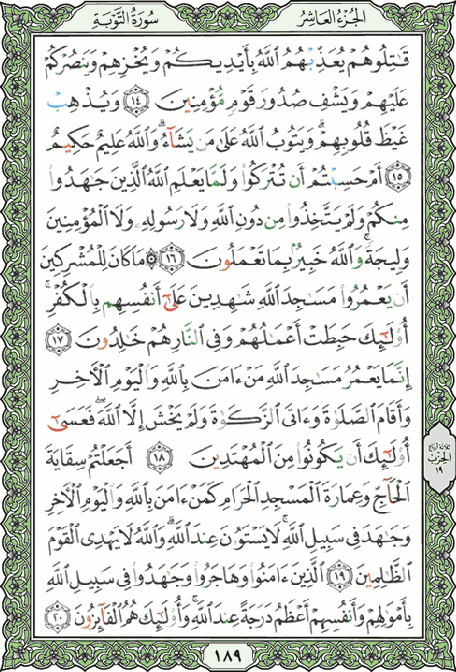 الجزء العاشر
سورة التوبة
قَٰتِلُوهُمْ يُعَذِّبْهُمُ ٱللَّهُ بِأَيْدِيكُمْ وَيُخْزِهِمْ وَيَنصُرْكُمْ
عَلَيْهِمْ وَيَشْفِ صُدُورَ قَوْمٍ مُّؤْمِنِينَ ١٤ وَيُذْهِبْ
غَيْظَ قُلُوبِهِمْ ۗ وَيَتُوبُ ٱللَّهُ عَلَىٰ مَن يَشَآءُ ۗ وَٱللَّهُ عَلِيمٌ حَكِيمٌ
١٥ أَمْ حَسِبْتُمْ أَن تُتْرَكُوا۟ وَلَمَّا يَعْلَمِ ٱللَّهُ ٱلَّذِينَ جَٰهَدُوا۟
مِنكُمْ وَلَمْ يَتَّخِذُوا۟ مِن دُونِ ٱللَّهِ وَلَا رَسُولِهِۦ وَلَا ٱلْمُؤْمِنِينَ
وَلِيجَةً ۚ وَٱللَّهُ خَبِيرٌۢ بِمَا تَعْمَلُونَ ١٦ مَا كَانَ لِلْمُشْرِكِينَ
أَن يَعْمُرُوا۟ مَسَٰجِدَ ٱللَّهِ شَٰهِدِينَ عَلَىٰٓ أَنفُسِهِم بِٱلْكُفْرِ ۚ
أُو۟لَٰٓئِكَ حَبِطَتْ أَعْمَٰلُهُمْ وَفِى ٱلنَّارِ هُمْ خَٰلِدُونَ ١٧
إِنَّمَا يَعْمُرُ مَسَٰجِدَ ٱللَّهِ مَنْ ءَامَنَ بِٱللَّهِ وَٱلْيَوْمِ ٱلْءَاخِرِ
وَأَقَامَ ٱلصَّلَوٰةَ وَءَاتَى ٱلزَّكَوٰةَ وَلَمْ يَخْشَ إِلَّا ٱللَّهَ ۖ فَعَسَىٰٓ
أُو۟لَٰٓئِكَ أَن يَكُونُوا۟ مِنَ ٱلْمُهْتَدِينَ ١٨ أَجَعَلْتُمْ سِقَايَةَ
ٱلْحَآجِّ وَعِمَارَةَ ٱلْمَسْجِدِ ٱلْحَرَامِ كَمَنْ ءَامَنَ بِٱللَّهِ وَٱلْيَوْمِ ٱلْءَاخِرِ
وَجَٰهَدَ فِى سَبِيلِ ٱللَّهِ ۚ لَا يَسْتَوُۥنَ عِندَ ٱللَّهِ ۗ وَٱللَّهُ لَا يَهْدِى ٱلْقَوْمَ
ٱلظَّٰلِمِينَ ١٩ ٱلَّذِينَ ءَامَنُوا۟ وَهَاجَرُوا۟ وَجَٰهَدُوا۟ فِى سَبِيلِ ٱللَّهِ
بِأَمْوَٰلِهِمْ وَأَنفُسِهِمْ أَعْظَمُ دَرَجَةً عِندَ ٱللَّهِ ۚ وَأُو۟لَٰٓئِكَ هُمُ ٱلْفَآئِزُونَ ٢٠
ثلاثة أرباع
الحزب
١٩
١٨٩